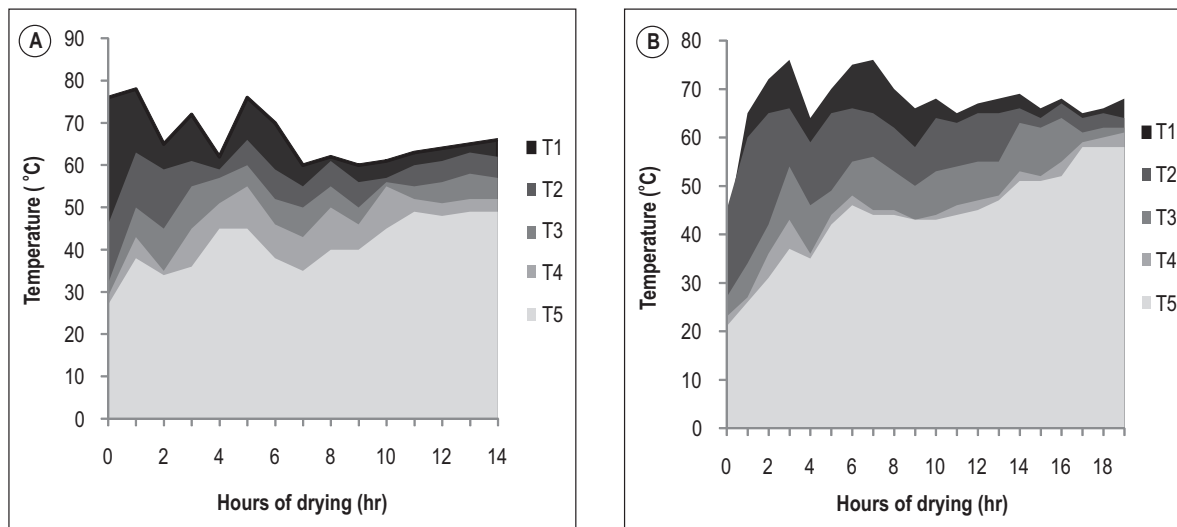 A
90
80
70
60
50
40
30
20
10
0
Temperature ( °C)
0 2 4 6 8 10 12 14
Hours of drying (hr)
T1
T2
T3
T4
T5
B
80
70
60
50
40
30
20
10
0
Temperature (°C)
0 2 4 6 8 10 12 14 16 18
Hours of drying (hr)
T1
T2
T3
T4
T5